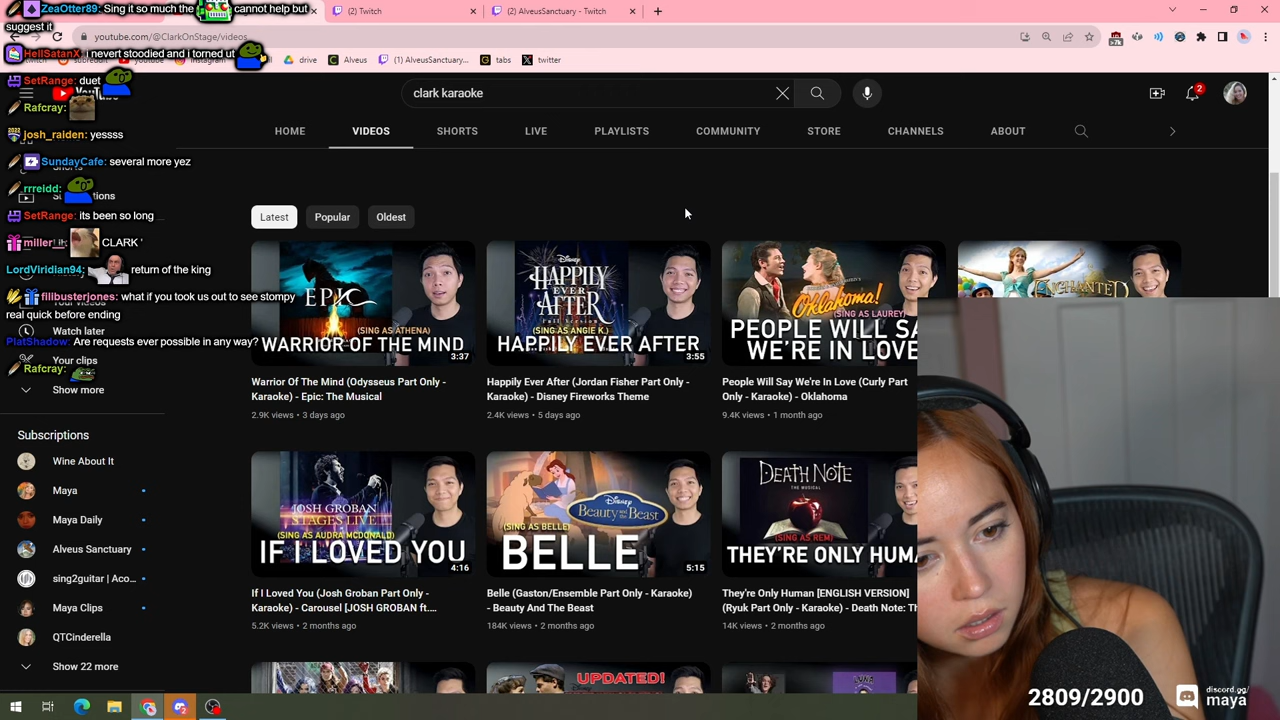 ZeaOtter89: Sing it so much the cannot help but
suggest it
HellSatanX: i nevert stoodied and i torned ut
SetRange: duet
Rafcray:
josh_raiden: yessss
SundayCafe: several more yez
rrreidd:
SetRange: its been so long
CLARK '
LordViridian94: return of the king
filibusterjones: what if you took us out to see stompy
real quick before ending
PlatShadow: Are requests ever possible in any way?
Rafcray:
(2) Twitch
(2) AlveusSanctuary - Twitch
youtube.com/@ClarkOnStage/videos
drive
Alveus
(1) AlveusSanctuary...
tabs
twitter
clark karaoke
2
HOME
VIDEOS
SHORTS
LIVE
PLAYLISTS
COMMUNITY
STORE
CHANNELS
ABOUT
Latest
Popular
Oldest
EPIC
(SING AS ATHENA)
WARRIOR OF THE MIND
3:37
Warrior Of The Mind (Odysseus Part Only -
Karaoke) - Epic: The Musical
2.9K views • 3 days ago
HAPPILY
EVER
AFTER
(SING AS ANGIE K.)
HAPPILY EVER AFTER
3:55
Happily Ever After (Jordan Fisher Part Only -
Karaoke) - Disney Fireworks Theme
2.4K views • 5 days ago
OKLAHOMA!
(SING AS LAUREY)
PEOPLE WILL SA
WE'RE IN LOVE
People Will Say We're In Love (Curly Part
Only - Karaoke) - Oklahoma
9.4K views • 1 month ago
ENCHANTED
Watch later
Your clips
Show more
Subscriptions
Wine About It
Maya
Maya Daily
Alveus Sanctuary
sing2guitar | Aco...
Maya Clips
QTCinderella
Show 22 more
JOSH GROBAN
STAGES LIVE
(SING AS AUDRA MCDONALD)
IF I LOVED YOU
4:16
If I Loved You (Josh Groban Part Only -
Karaoke) - Carousel [JOSH GROBAN ft....
5.2K views • 2 months ago
Disney
Beauty and the Beast
(SING AS BELLE)
BELLE
5:15
Belle (Gaston/Ensemble Part Only - Karaoke)
- Beauty And The Beast
184K views • 2 months ago
DEATH NOTE
THE MUSICAL
(SING AS REM)
THEY'RE ONLY HUM
They're Only Human [ENGLISH VERSION]
(Ryuk Part Only - Karaoke) - Death Note: Th
14K views • 2 months ago
UPDATED!
2809/2900
discord.gg/
maya